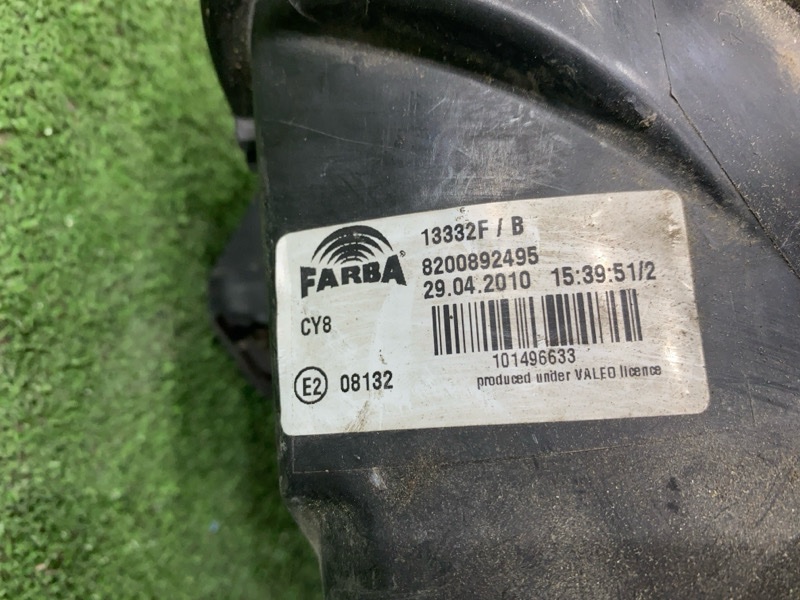 FARBA®
13332F / B
8200892495
29.04.2010 15:39:51/2
CY8
101496633
E2 08132
produced under VALEO licence